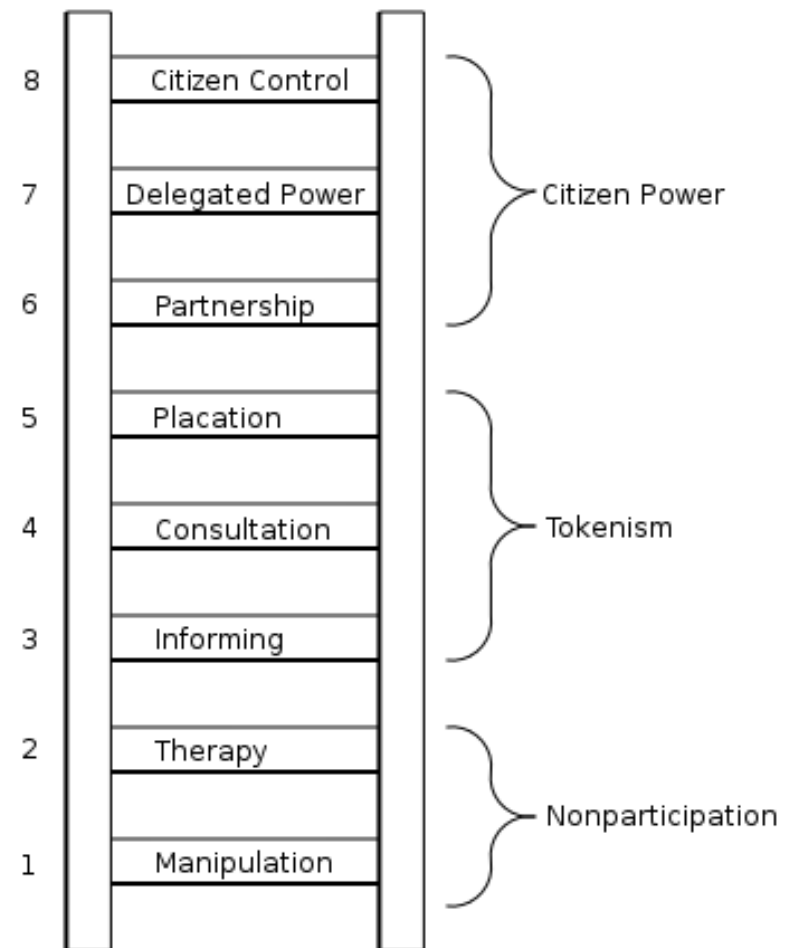 8 Citizen Control
7 Delegated Power Citizen Power
6 Partnership
5 Placation
4 Consultation Tokenism
3 Informing
2 Therapy
Nonparticipation
1 Manipulation